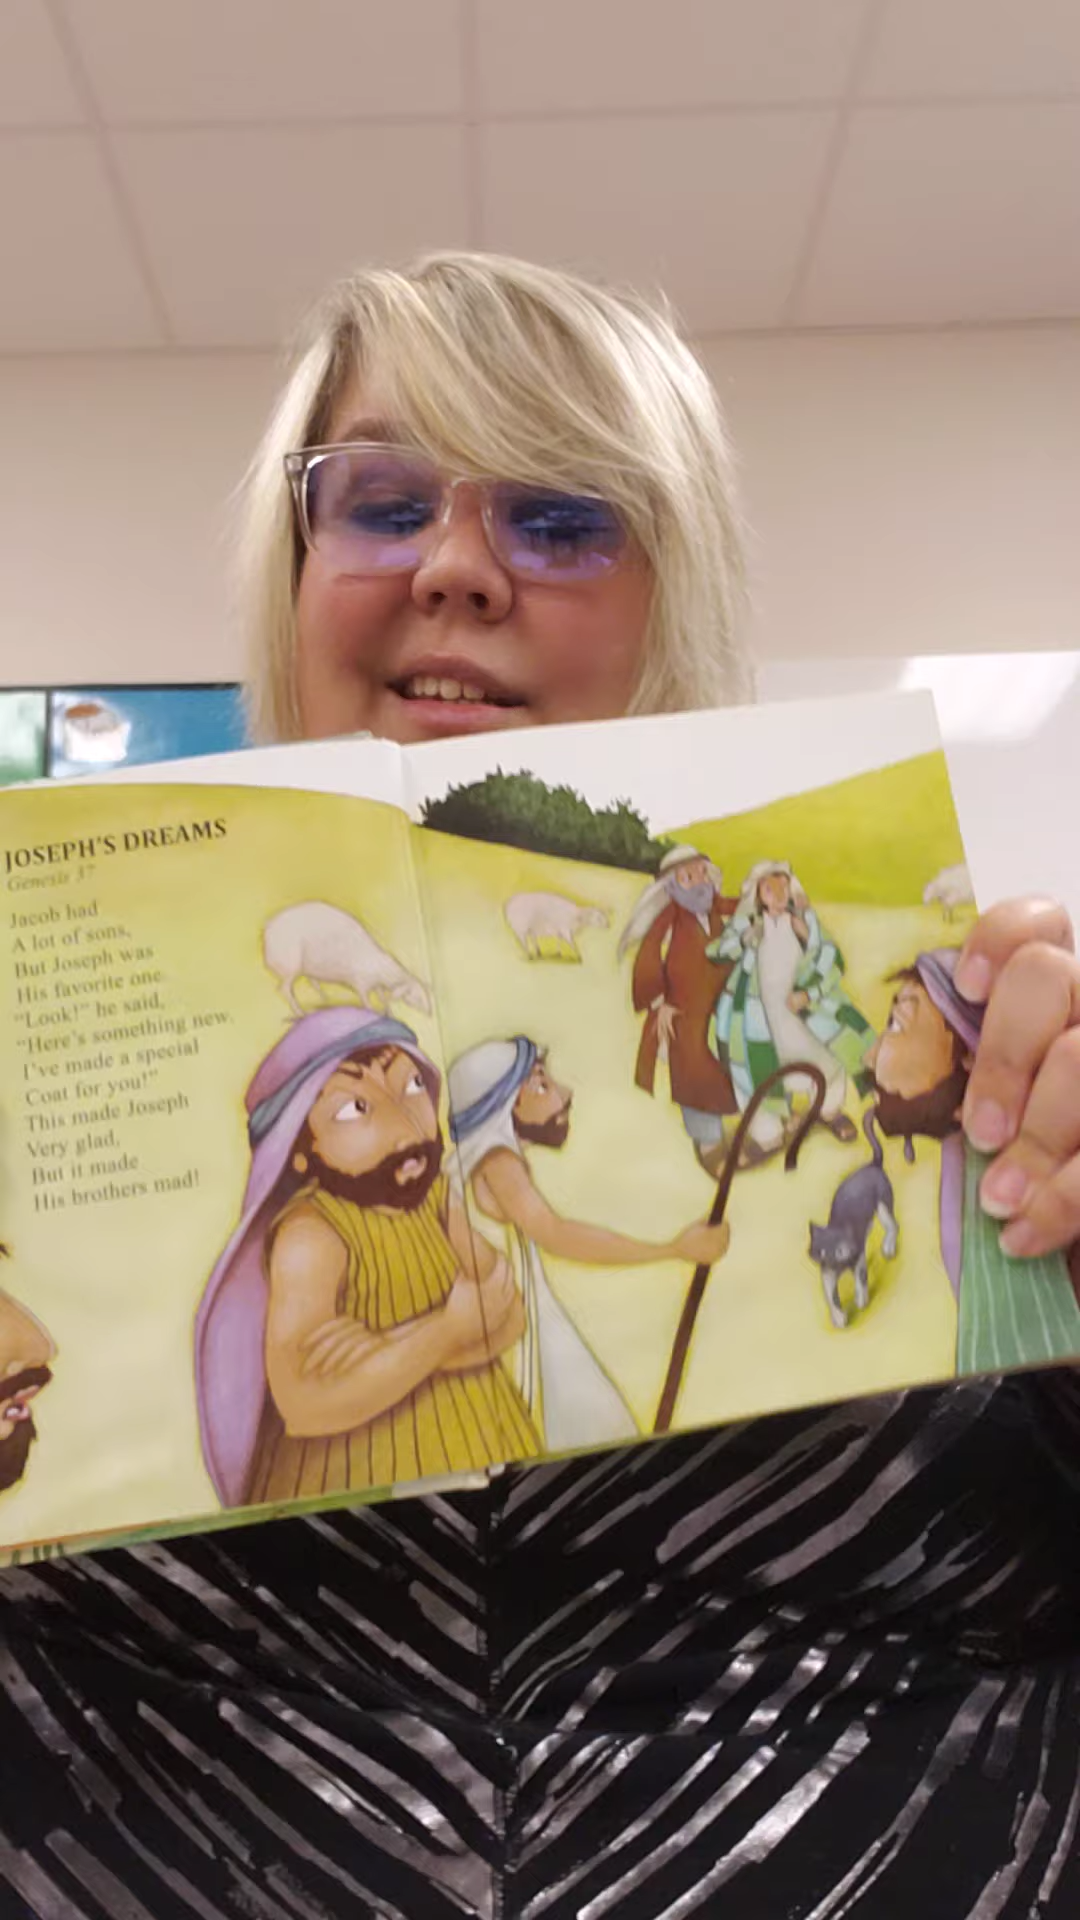 JOSEPH'S DREAMS
Genesis 37
Jacob had
A lot of sons,
But Joseph was
His favorite one.
"Look!" he said,
"Here's something new.
I've made a special
Coat for you!"
This made Joseph
Very glad,
But it made
His brothers mad!